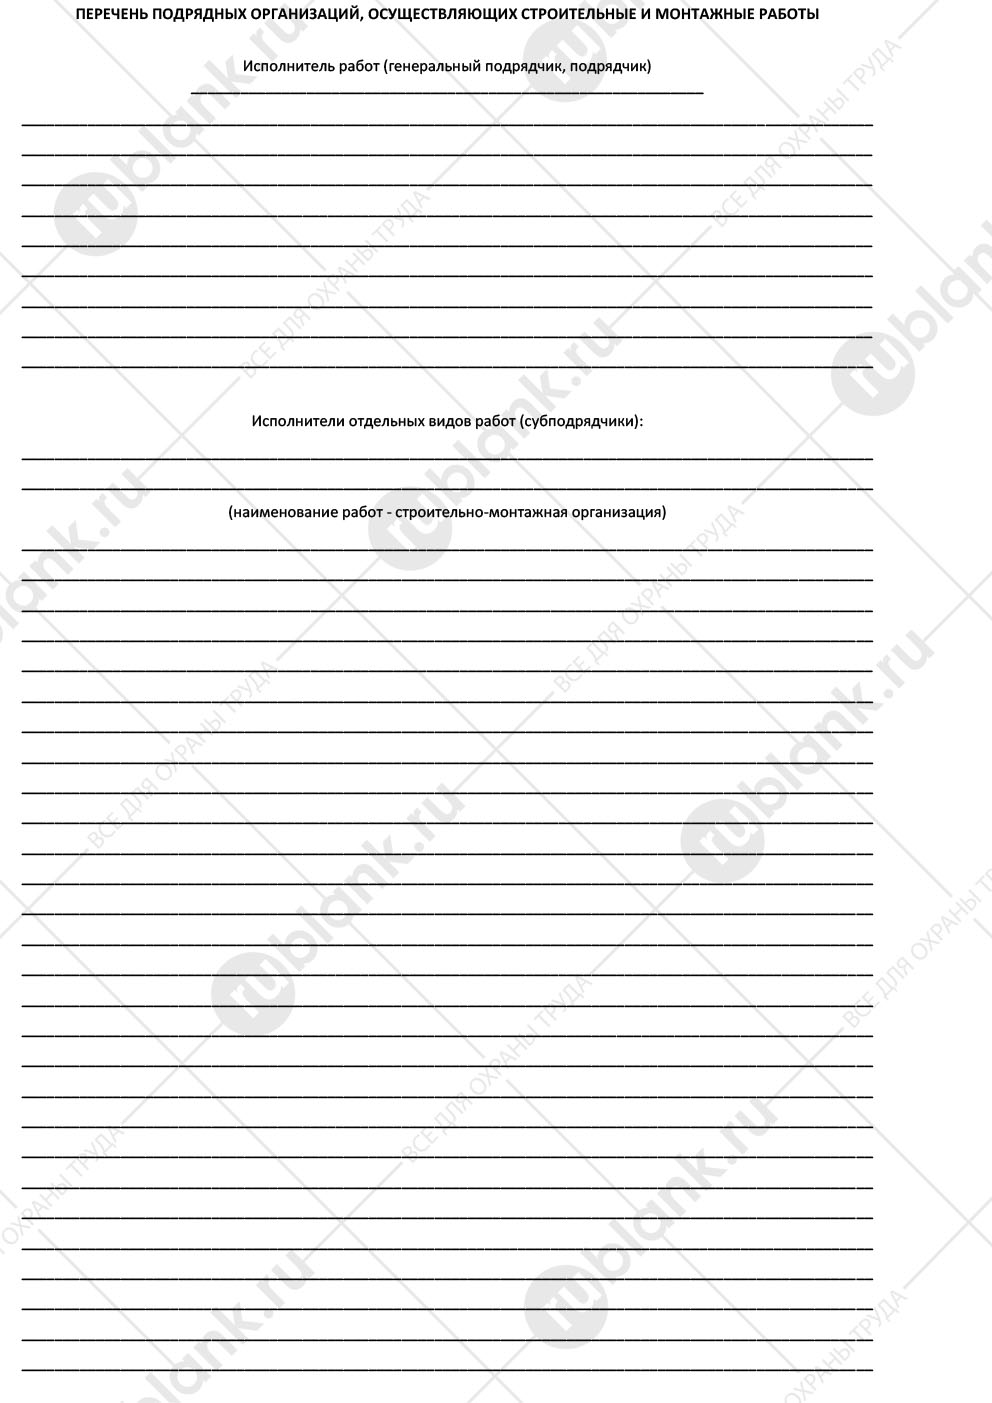 ПЕРЕЧЕНЬ ПОДРЯДНЫХ ОРГАНИЗАЦИЙ, ОСУЩЕСТВЛЯЮЩИХ СТРОИТЕЛЬНЫЕ И МОНТАЖНЫЕ РАБОТЫ
Исполнитель работ (генеральный подрядчик, подрядчик)
Исполнители отдельных видов работ (субподрядчики):
(наименование работ - строительно-монтажная организация)
rublank.ru
ВСЕ ДЛЯ ОХРАНЫ ТРУДА